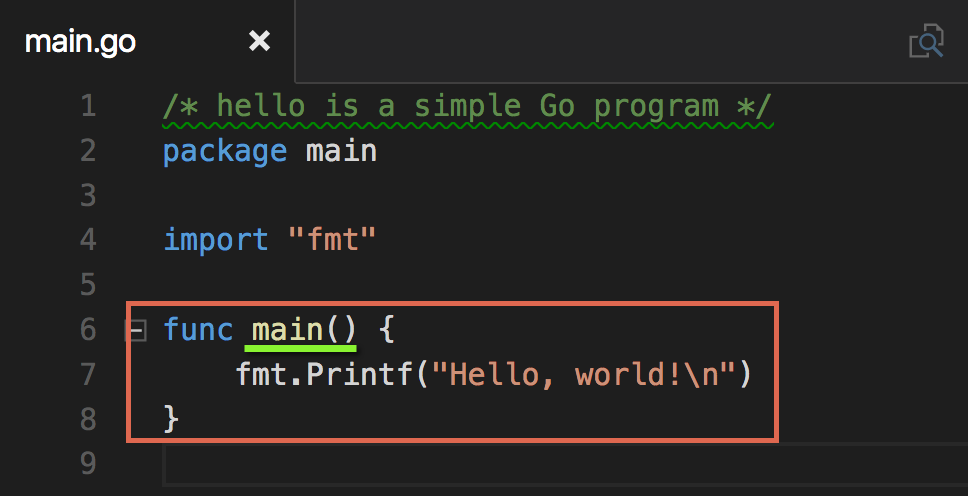 main.go ×
1 /* hello is a simple Go program */
2 package main
3
4 import "fmt"
5
6 func main() {
7     fmt.Printf("Hello, world!\n")
8 }
9